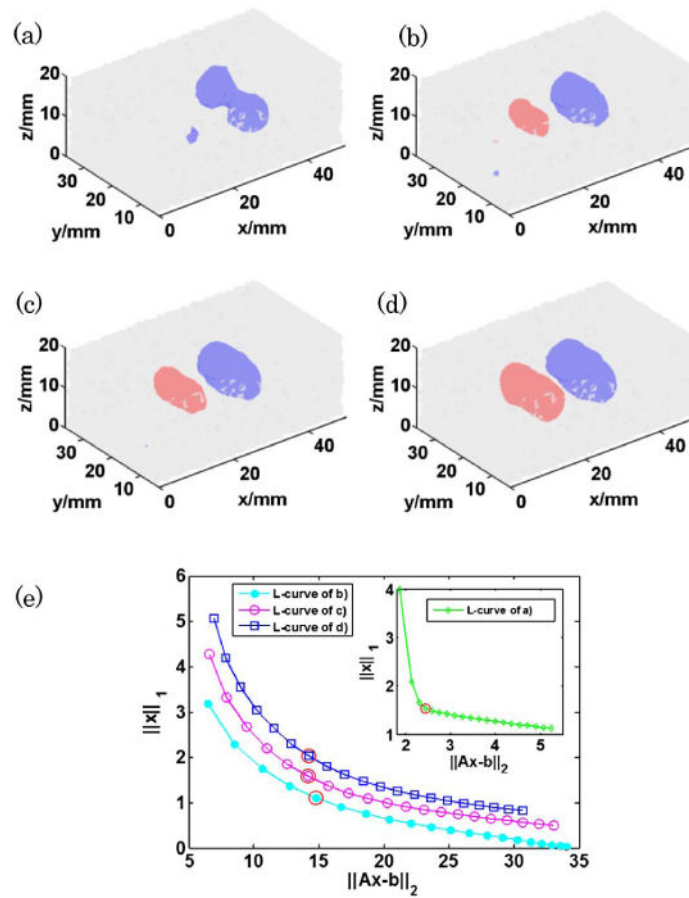 (a)
(b)
20
10
0
z/mm
30
20
10
y/mm
0
20
40
x/mm
20
10
0
z/mm
30
20
10
y/mm
0
20
40
x/mm
(c)
(d)
20
10
0
z/mm
30
20
10
y/mm
0
20
40
x/mm
20
10
0
z/mm
30
20
10
y/mm
0
20
40
x/mm
(e)
6
5
4
3
2
1
0
||x||1
L-curve of b)
L-curve of c)
L-curve of d)
4
3
2
1
||x||1
L-curve of a)
2
3
4
5
||Ax-b||2
5
10
15
20
25
30
35
||Ax-b||2